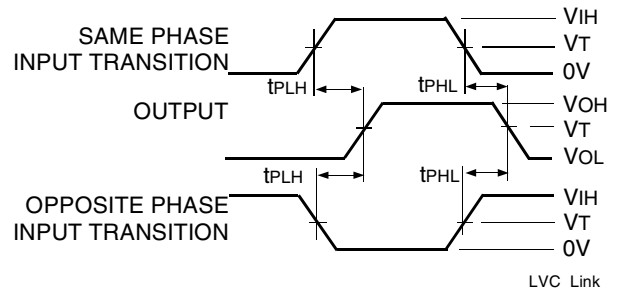 SAME PHASE
INPUT TRANSITION
VIH
VT
0V
tPLH
tPHL
OUTPUT
VOH
VT
VOL
tPLH
tPHL
OPPOSITE PHASE
INPUT TRANSITION
VIH
VT
0V
LVC Link